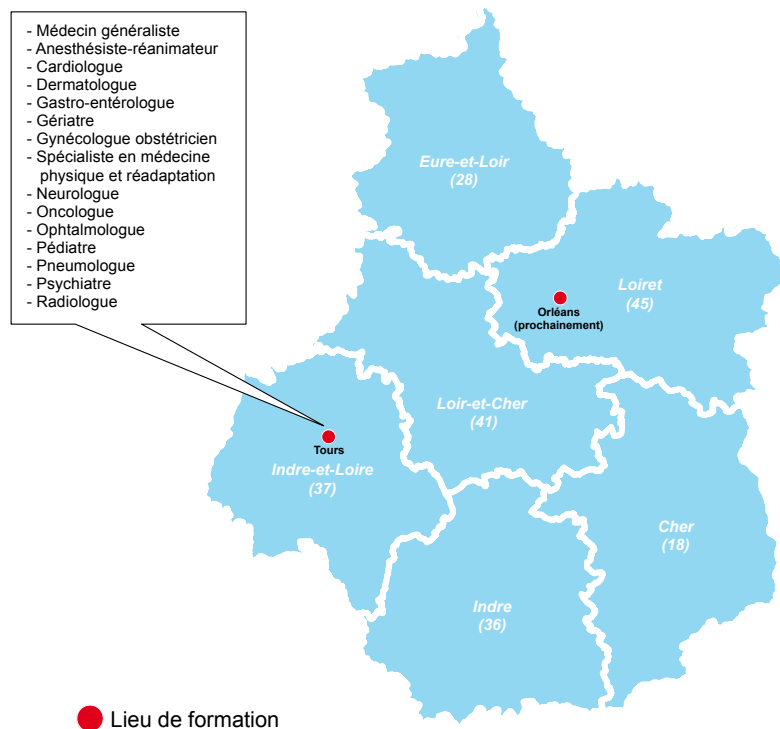 - Médecin généraliste
- Anesthésiste-réanimateur
- Cardiologue
- Dermatologue
- Gastro-entérologue
- Gériatre
- Gynécologue obstétricien
- Spécialiste en médecine
physique et réadaptation
- Neurologue
- Oncologue
- Ophtalmologue
- Pédiatre
- Pneumologue
- Psychiatre
- Radiologue
Eure-et-Loir
(28)
Loiret
(45)
Orléans
(prochainement)
Loir-et-Cher
(41)
Tours
Indre-et-Loire
(37)
Cher
(18)
Indre
(36)
Lieu de formation